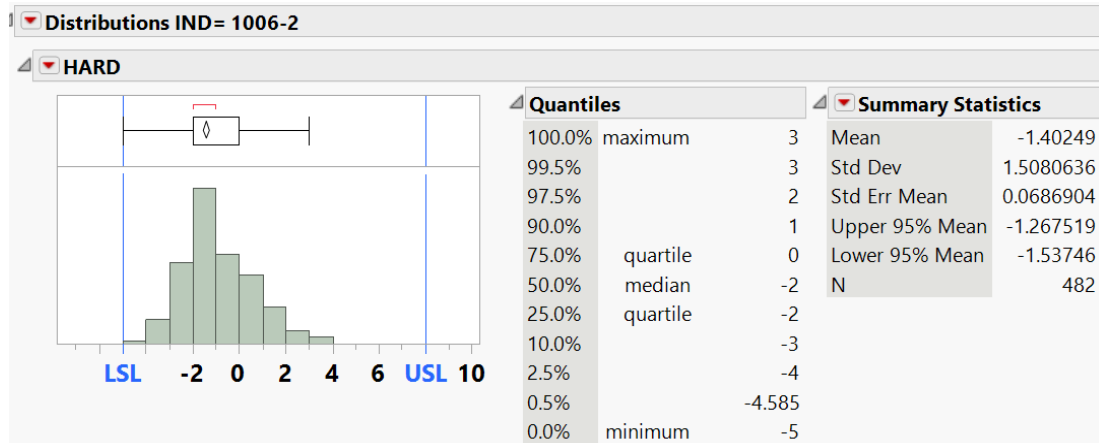 Distributions IND= 1006-2
HARD
LSL -2 0 2 4 6 USL 10
Quantiles
100.0% maximum 3
99.5% 3
97.5% 2
90.0% 1
75.0% quartile 0
50.0% median -2
25.0% quartile -2
10.0% -3
2.5% -4
0.5% -4.585
0.0% minimum -5
Summary Statistics
Mean -1.40249
Std Dev 1.5080636
Std Err Mean 0.0686904
Upper 95% Mean -1.267519
Lower 95% Mean -1.53746
N 482